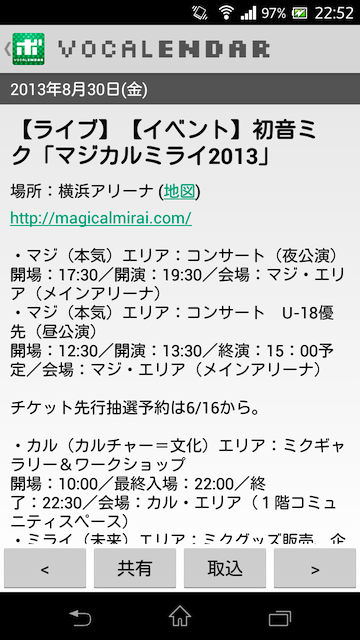 97% 22:52
VOCALENDAR
2013年8月30日(金)
【ライブ】【イベント】初音ミ
ク「マジカルミライ2013」
場所：横浜アリーナ (地図)
http://magicalmirai.com/
・マジ（本気）エリア：コンサート（夜公演）
開場：17:30／開演：19:30／会場：マジ・エリ
ア（メインアリーナ）
・マジ（本気）エリア：コンサート　U-18優
先（昼公演）
開場：12:30／開演：13:30／終演：15：00予
定／会場：マジ・エリア（メインアリーナ）
チケット先行抽選予約は6/16から。
・カル（カルチャー＝文化）エリア：ミクギャ
ラリー＆ワークショップ
開場：10:00／最終入場：22:00／終
了：22:30／会場：カル・エリア（１階コミュ
ニティスペース）
・ミライ（未来）エリア：ミクグッズ販売、企
< 共有 取込 >